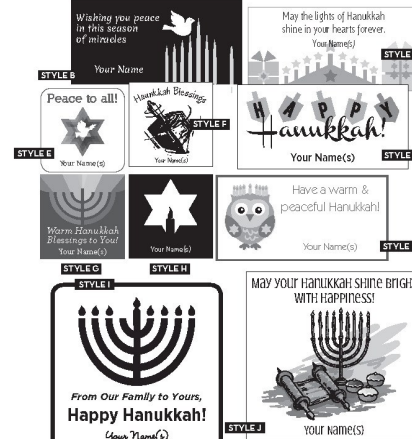 Wishing you peace
in this season
of miracles
Your Name
STYLE B
May the lights of Hanukkah
shine in your hearts forever.
Your Name(s)
STYLE
Peace to all!
Your Name(s)
STYLE E
Haunkkah Blessings
Your Name(s)
STYLE F
HAPPY
Hanukkah!
Your Name(s)
STYLE
Warm Hanukkah
Blessings to You!
Your Name(s)
STYLE G
Your Name(s)
STYLE H
Have a warm &
peaceful Hanukkah!
Your Name(s)
STYLE
STYLE I
From Our Family to Yours,
Happy Hanukkah!
Your Name(s)
MAY YOUR HANUKKAH SHINE BRIGH
WITH HAPPINESS!
YOUR NAME(S)
STYLE J